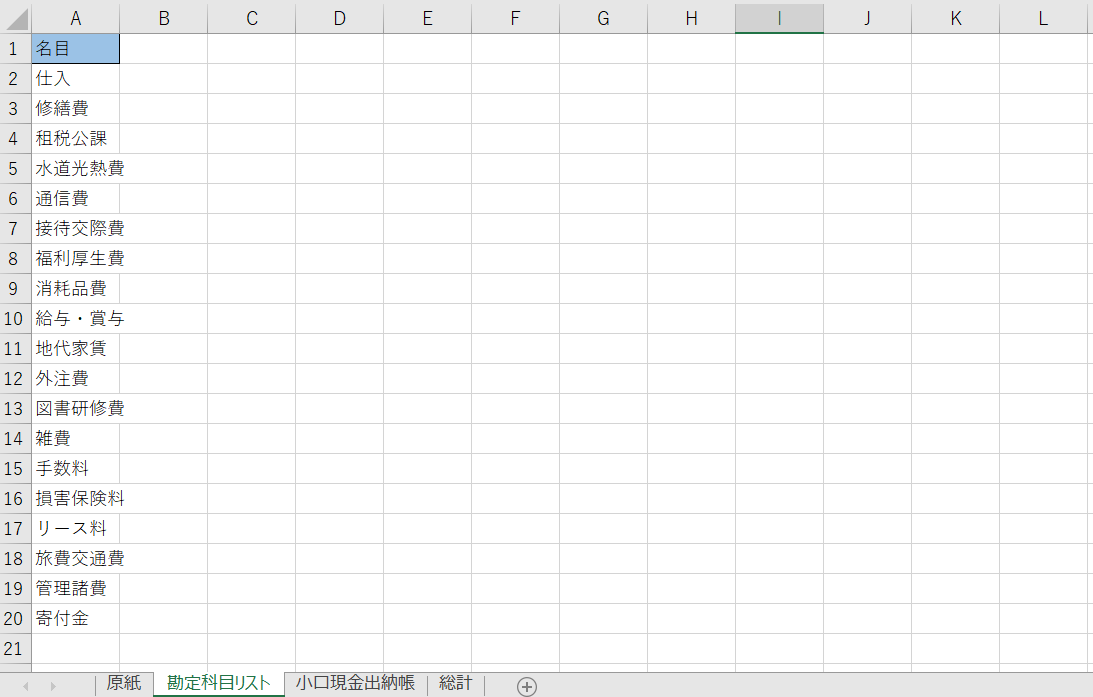 A B C D E F G H I J K L
1 名目
2 仕入
3 修繕費
4 租税公課
5 水道光熱費
6 通信費
7 接待交際費
8 福利厚生費
9 消耗品費
10 給与・賞与
11 地代家賃
12 外注費
13 図書研修費
14 雑費
15 手数料
16 損害保険料
17 リース料
18 旅費交通費
19 管理諸費
20 寄付金
21
原紙 勘定科目リスト 小口現金出納帳 総計